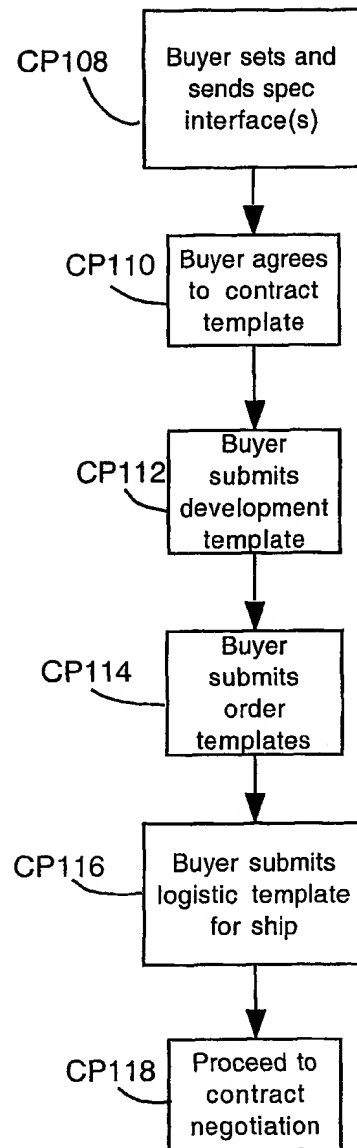 CP108
Buyer sets and
sends spec
interface(s)
CP110
Buyer agrees
to contract
template
CP112
Buyer
submits
development
template
CP114
Buyer
submits
order
templates
CP116
Buyer submits
logistic template
for ship
CP118
Proceed to
contract
negotiation